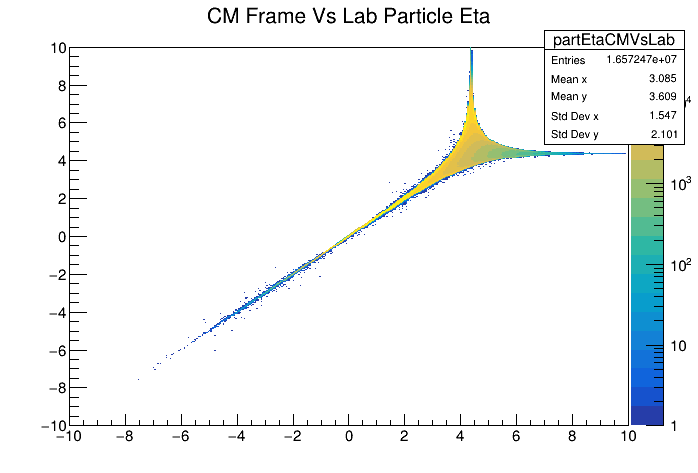 CM Frame Vs Lab Particle Eta
partEtaCMVsLab
Entries 1.657247e+07
Mean x 3.085
Mean y 3.609
Std Dev x 1.547
Std Dev y 2.101
10
8
6
4
2
0
−2
−4
−6
−8
−10
−10 −8 −6 −4 −2 0 2 4 6 8 10
4
10³
10²
10
1